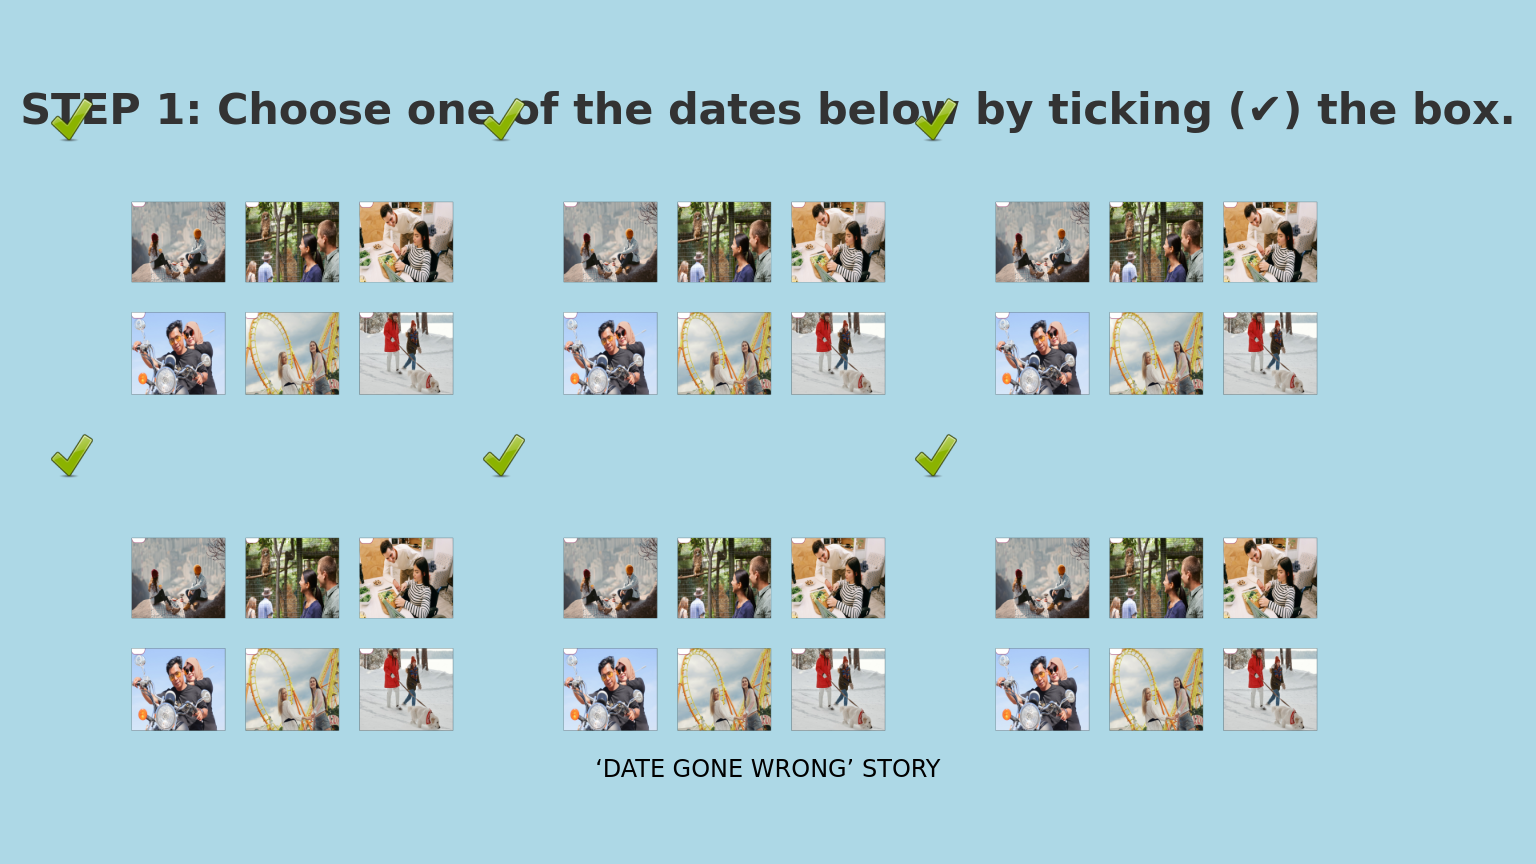 STEP 1: Choose one of the dates below by ticking (✔) the box.
‘DATE GONE WRONG’ STORY